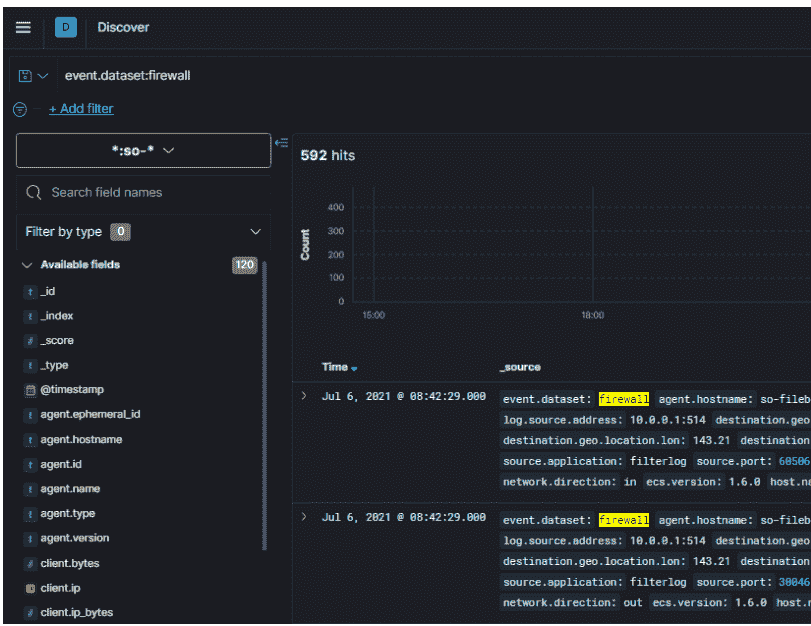 D Discover
event.dataset:firewall
+ Add filter
*:so-*
592 hits
Search field names
Filter by type 0
Available fields 120
_id
_index
_score
_type
@timestamp
agent.ephemeral_id
agent.hostname
agent.id
agent.name
agent.type
agent.version
client.bytes
client.ip
client.ip_bytes
Count
400
300
200
100
0
15:00 18:00
Time _source
Jul 6, 2021 @ 08:42:29.000 event.dataset: firewall agent.hostname: so-fileb
log.source.address: 10.0.0.1:514 destination.geo
destination.geo.location.lon: 143.21 destination
source.application: filterlog source.port: 60506
network.direction: in ecs.version: 1.6.0 host.na
Jul 6, 2021 @ 08:42:29.000 event.dataset: firewall agent.hostname: so-fileb
log.source.address: 10.0.0.1:514 destination.geo
destination.geo.location.lon: 143.21 destination
source.application: filterlog source.port: 30046
network.direction: out ecs.version: 1.6.0 host.n